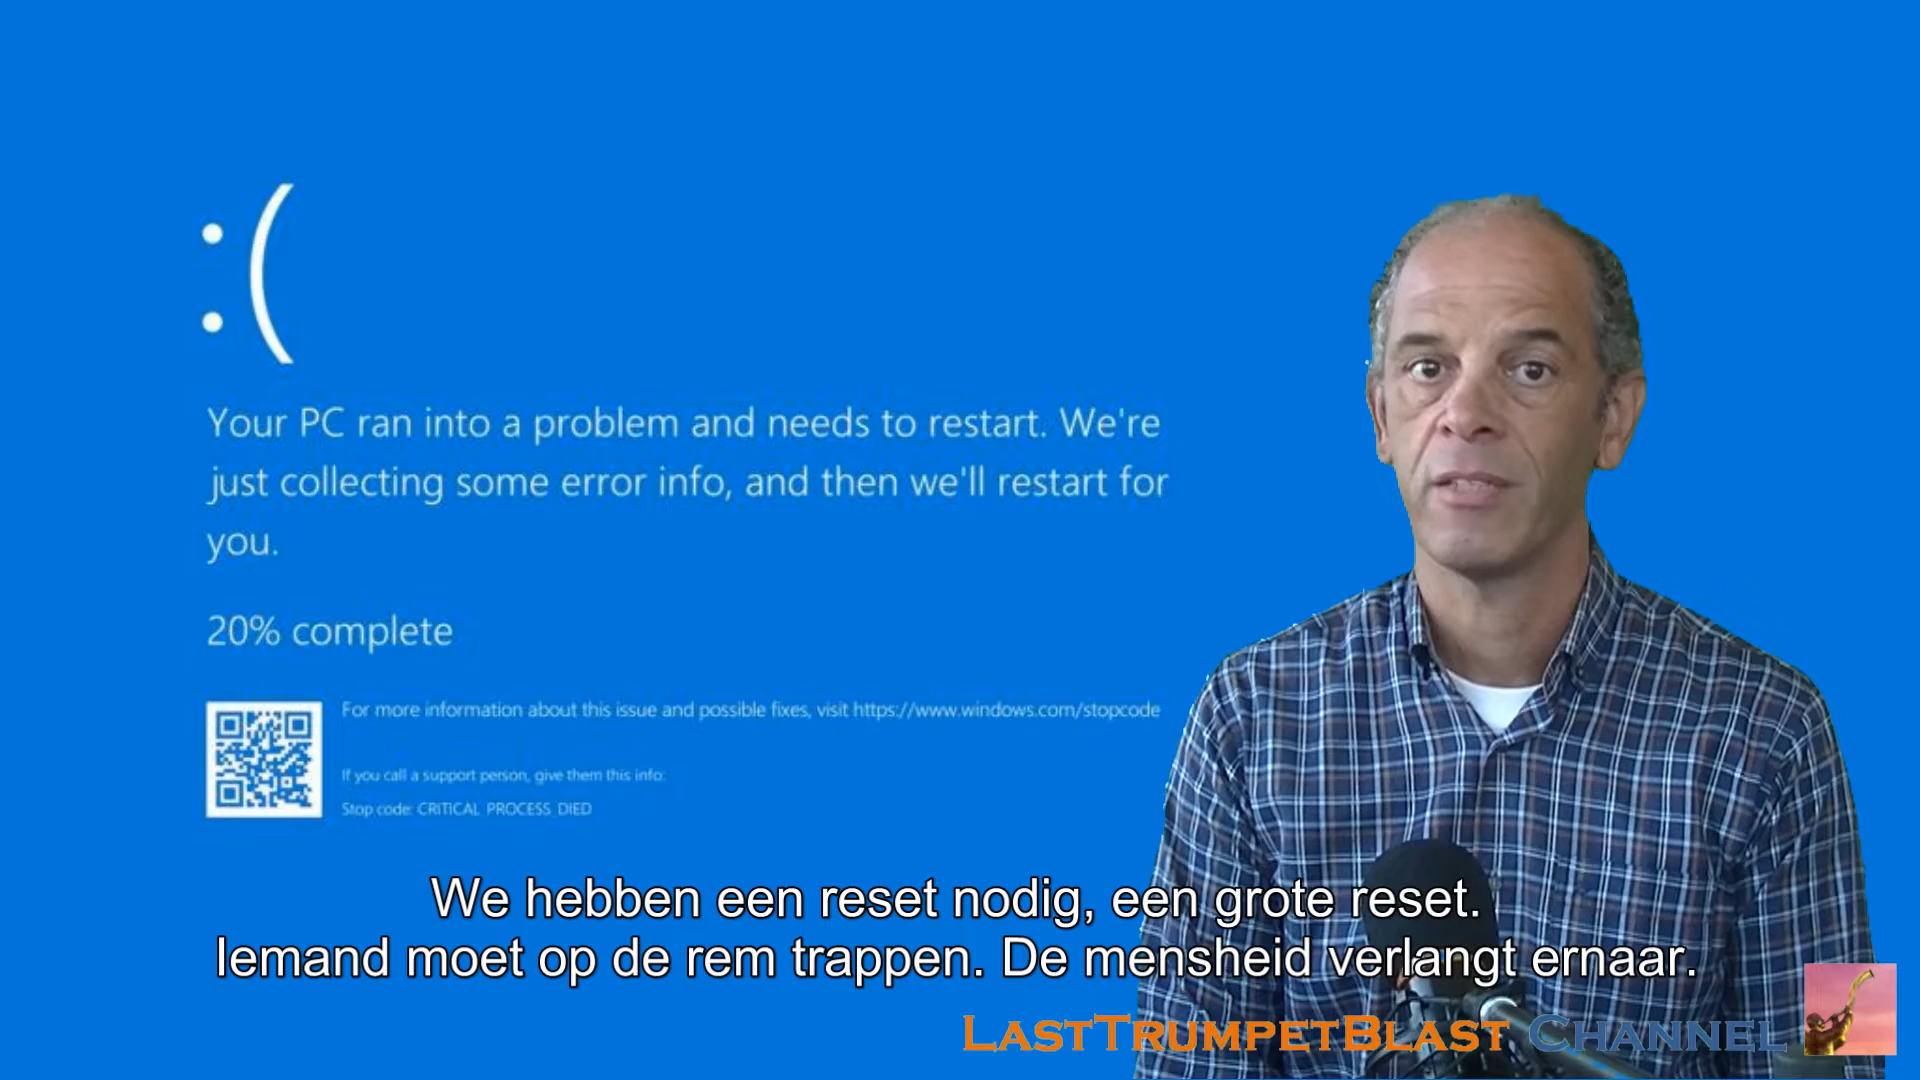 :(
Your PC ran into a problem and needs to restart. We're
just collecting some error info, and then we'll restart for
you.
20% complete
For more information about this issue and possible fixes, visit https://www.windows.com/stopcode
If you call a support person, give them this info:
Stop code: CRITICAL PROCESS DIED
We hebben een reset nodig, een grote reset.
Iemand moet op de rem trappen. De mensheid verlangt ernaar.
LastTrumpetBlast Channel